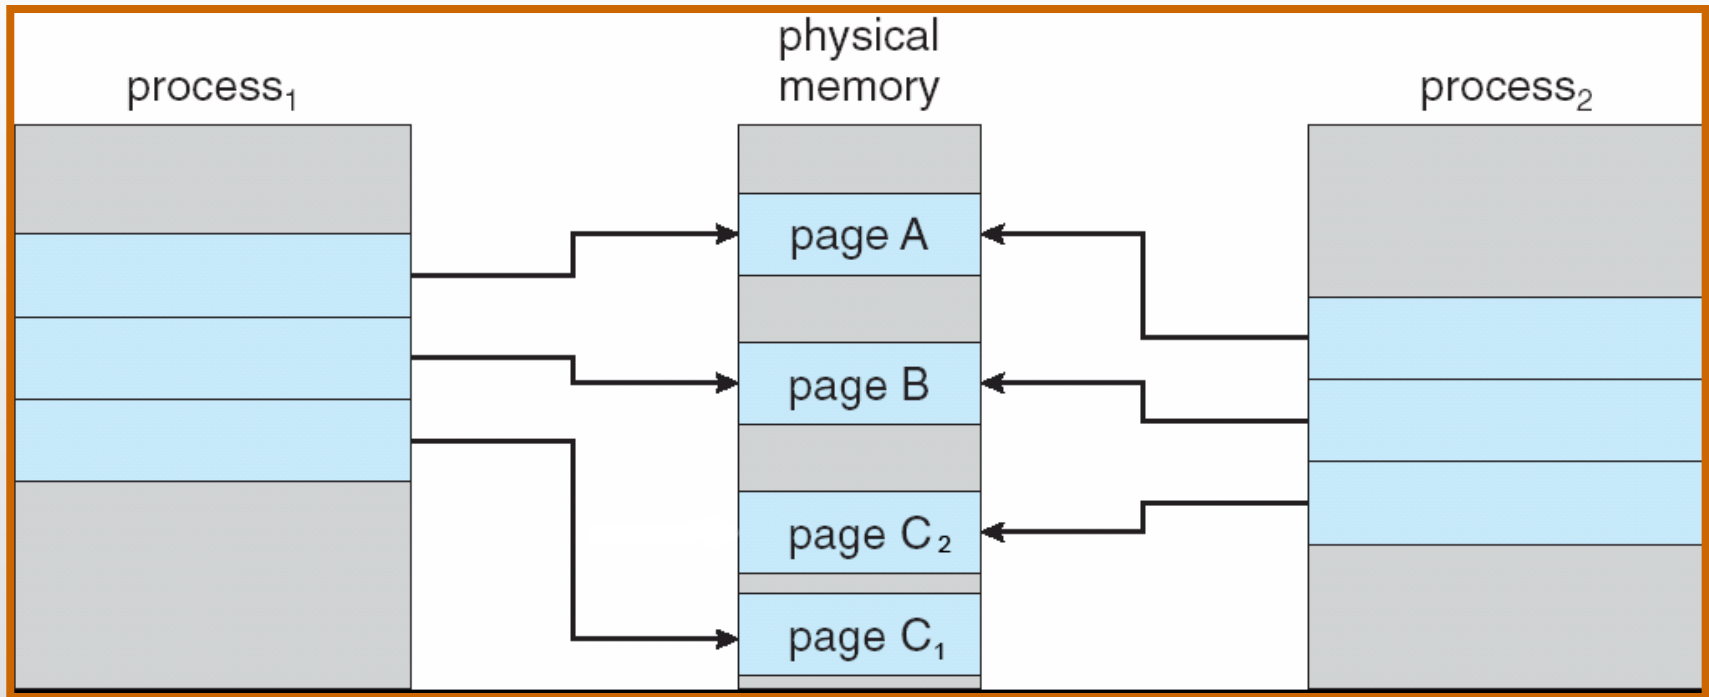 process₁
physical
memory
process₂
page A
page B
page C₂
page C₁